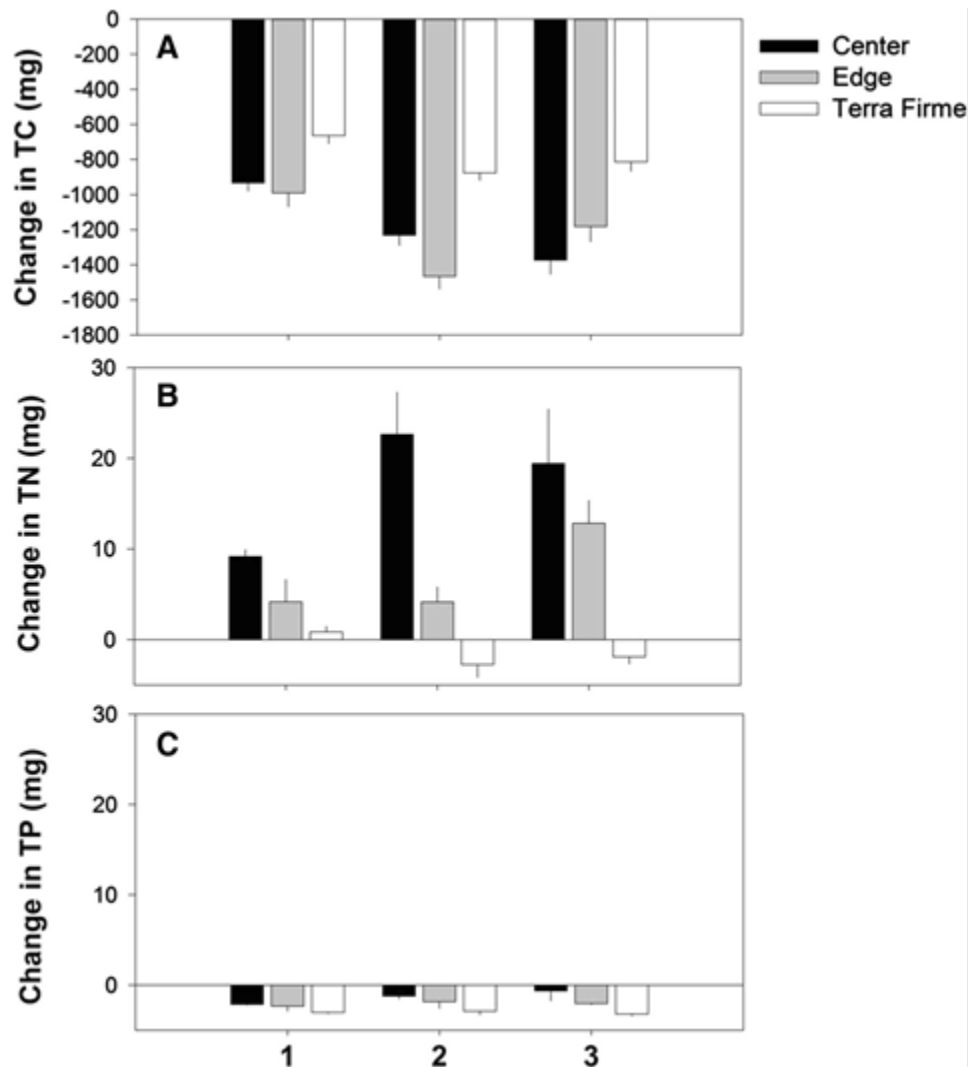 A
Change in TC (mg)
0
-200
-400
-600
-800
-1000
-1200
-1400
-1600
-1800
Center
Edge
Terra Firme
B
Change in TN (mg)
30
20
10
0
C
Change in TP (mg)
30
20
10
0
1 2 3